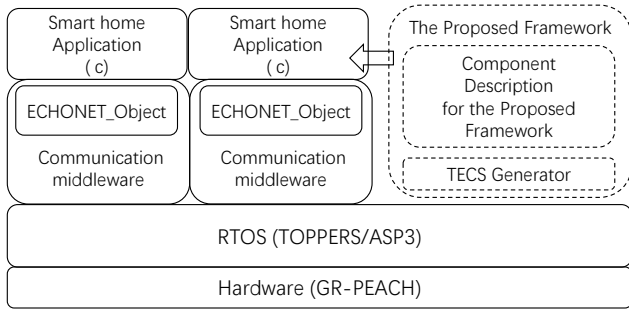 Smart home
Application
( c)
Smart home
Application
( c)
The Proposed Framework
Component
Description
for the Proposed
Framework
TECS Generator
ECHONET_Object
ECHONET_Object
Communication
middleware
Communication
middleware
RTOS (TOPPERS/ASP3)
Hardware (GR-PEACH)